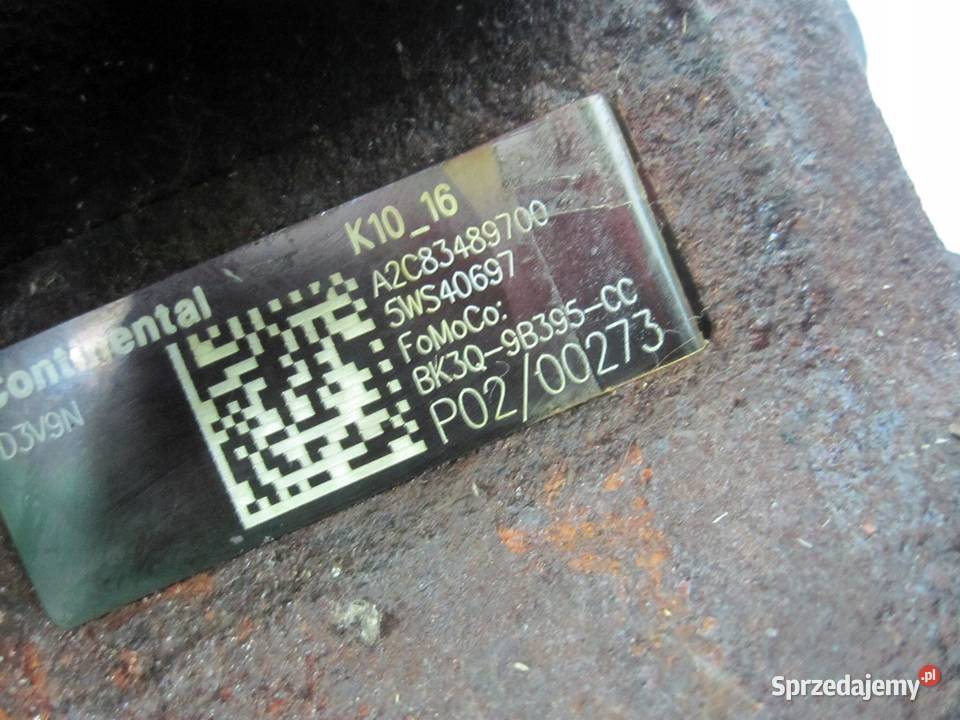 K10_16
Continental
A2C83489700
D3V9N
5WS40697
FoMoCo:
BK3Q-9B395-CC
P02/00273
Sprzedajemy.pl